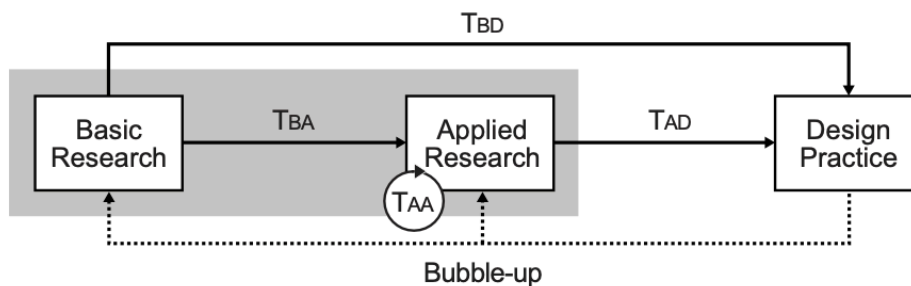 TBD
Basic
Research
TBA
Applied
Research
TAD
Design
Practice
TAA
Bubble-up